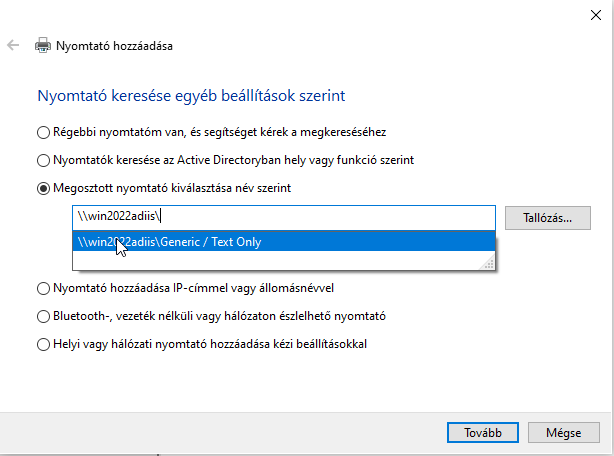 Nyomtató hozzáadása
Nyomtató keresése egyéb beállítások szerint
Régebbi nyomtatóm van, és segítséget kérek a megkereséséhez
Nyomtatók keresése az Active Directoryban hely vagy funkció szerint
Megosztott nyomtató kiválasztása név szerint
\\win2022adiis\
Tallózás...
\\win2022adiis\Generic / Text Only
Nyomtató hozzáadása IP-címmel vagy állomásnévvel
Bluetooth-, vezeték nélküli vagy hálózaton észlelhető nyomtató
Helyi vagy hálózati nyomtató hozzáadása kézi beállításokkal
Tovább
Mégse